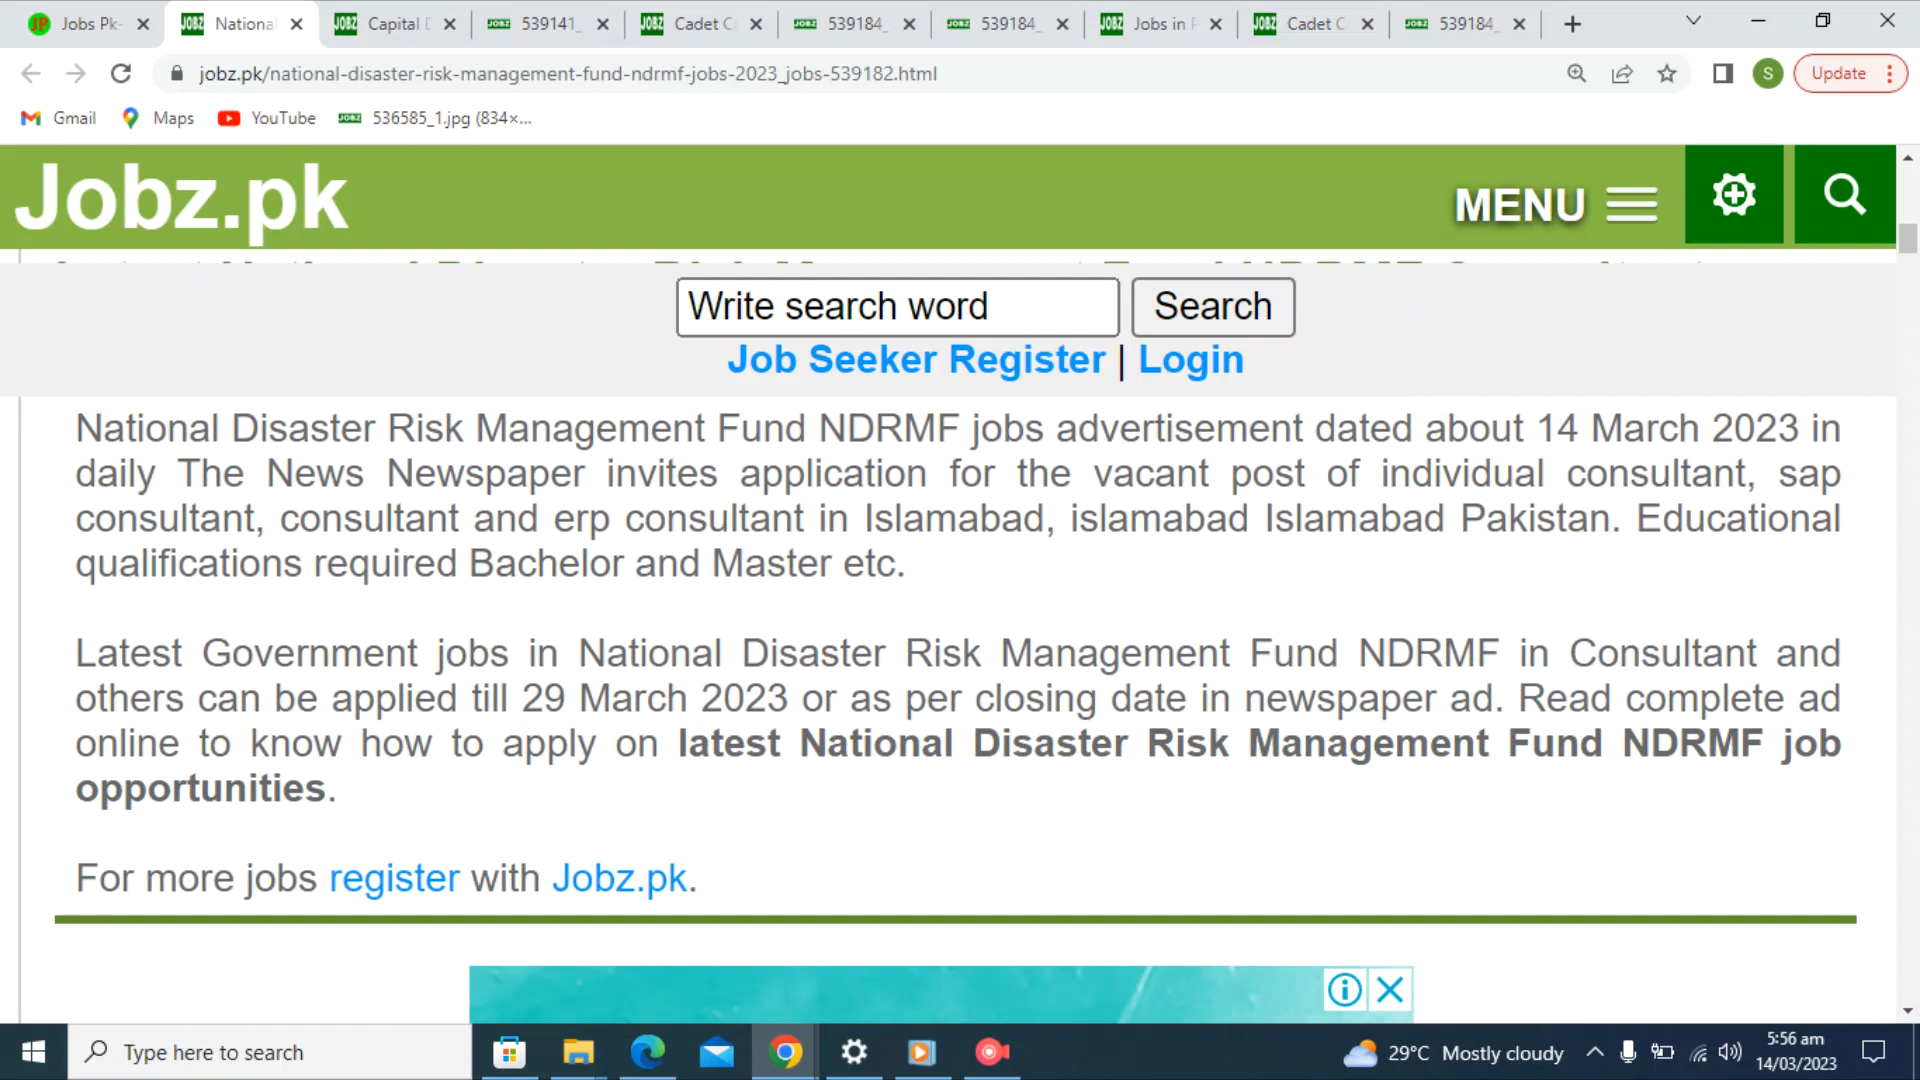 Jobs Pk- National Capital D 539141_ Cadet C 539184_ 539184_ Jobs in P Cadet C 539184_
jobz.pk/national-disaster-risk-management-fund-ndrmf-jobs-2023_jobs-539182.html S Update
Gmail Maps YouTube 536585_1.jpg (834×...
Jobz.pk MENU
Write search word Search
Job Seeker Register | Login
National Disaster Risk Management Fund NDRMF jobs advertisement dated about 14 March 2023 in
daily The News Newspaper invites application for the vacant post of individual consultant, sap
consultant, consultant and erp consultant in Islamabad, islamabad Islamabad Pakistan. Educational
qualifications required Bachelor and Master etc.
Latest Government jobs in National Disaster Risk Management Fund NDRMF in Consultant and
others can be applied till 29 March 2023 or as per closing date in newspaper ad. Read complete ad
online to know how to apply on latest National Disaster Risk Management Fund NDRMF job
opportunities.
For more jobs register with Jobz.pk.
Type here to search 29°C Mostly cloudy 5:56 am
14/03/2023